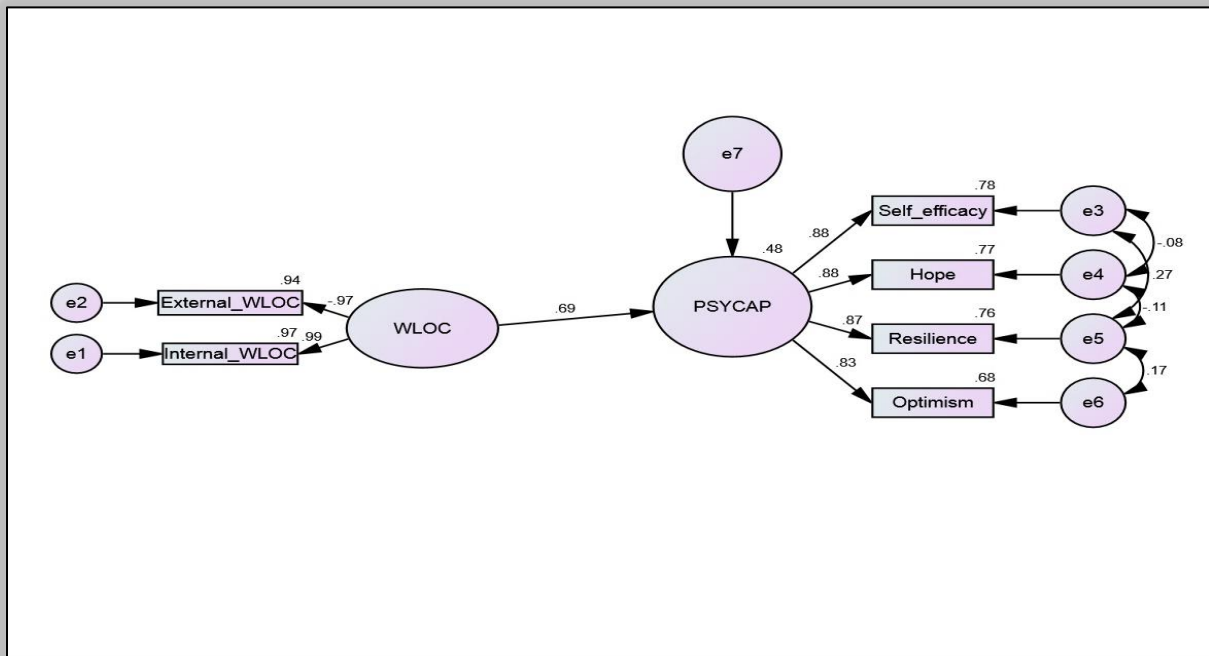 e7
.78
Self_efficacy
e3
.88
-.08
.48
.77
.88
Hope
e4
.27
.94
e2
External_WLOC
-.97
WLOC
.69
PSYCAP
.87
.76
-.11
.97
.99
e1
Internal_WLOC
Resilience
e5
.83
.68
.17
Optimism
e6